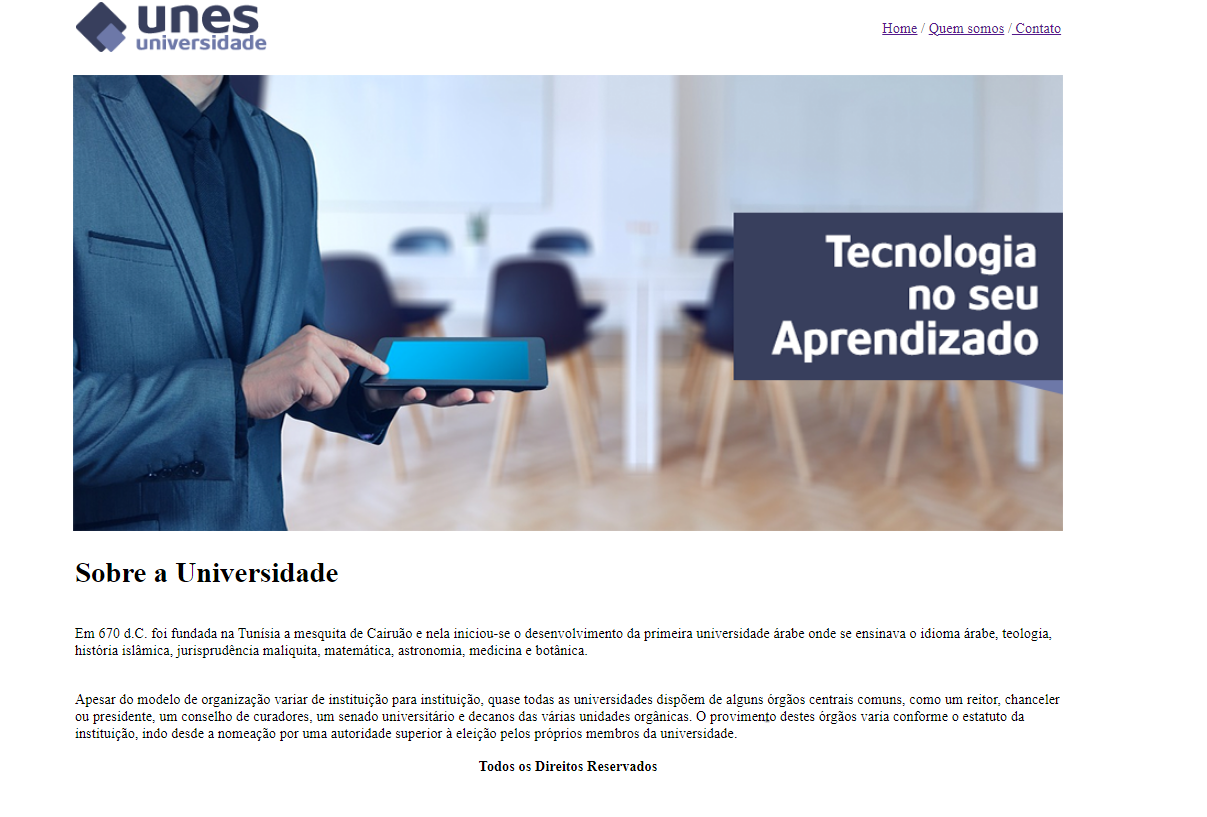 unes
universidade
Home / Quem somos / Contato
Tecnologia
no seu
Aprendizado
Sobre a Universidade
Em 670 d.C. foi fundada na Tunísia a mesquita de Cairuão e nela iniciou-se o desenvolvimento da primeira universidade árabe onde se ensinava o idioma árabe, teologia,
história islâmica, jurisprudência maliquita, matemática, astronomia, medicina e botânica.
Apesar do modelo de organização variar de instituição para instituição, quase todas as universidades dispõem de alguns órgãos centrais comuns, como um reitor, chanceler
ou presidente, um conselho de curadores, um senado universitário e decanos das várias unidades orgânicas. O provimento destes órgãos varia conforme o estatuto da
instituição, indo desde a nomeação por uma autoridade superior à eleição pelos próprios membros da universidade.
Todos os Direitos Reservados